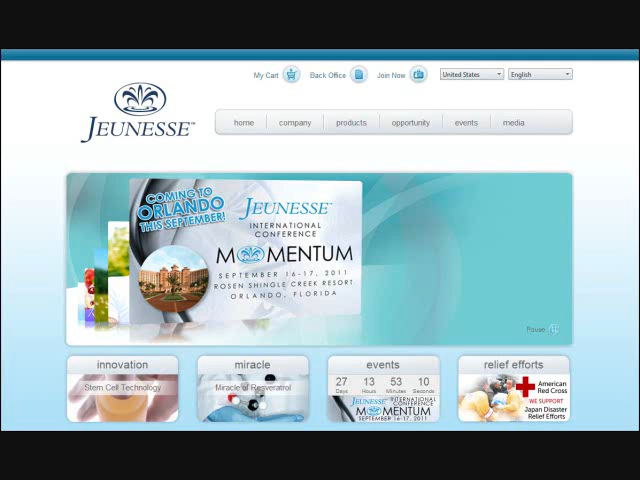 My Cart
Back Office
Join Now
United States
English
JEUNESSE™
home
company
products
opportunity
events
media
COMING TO
ORLANDO
THIS SEPTEMBER!
JEUNESSE™
INTERNATIONAL
CONFERENCE
MOMENTUM
SEPTEMBER 16-17, 2011
ROSEN SHINGLE CREEK RESORT
ORLANDO, FLORIDA
Pause
innovation
Stem Cell Technology
miracle
Miracle of Resveratrol
events
27 13 53 10
Days Hours Minutes Seconds
JEUNESSE INTERNATIONAL
CONFERENCE
MOMENTUM
SEPTEMBER 16-17, 2011
relief efforts
American
Red Cross
WE SUPPORT
Japan Disaster
Relief Efforts